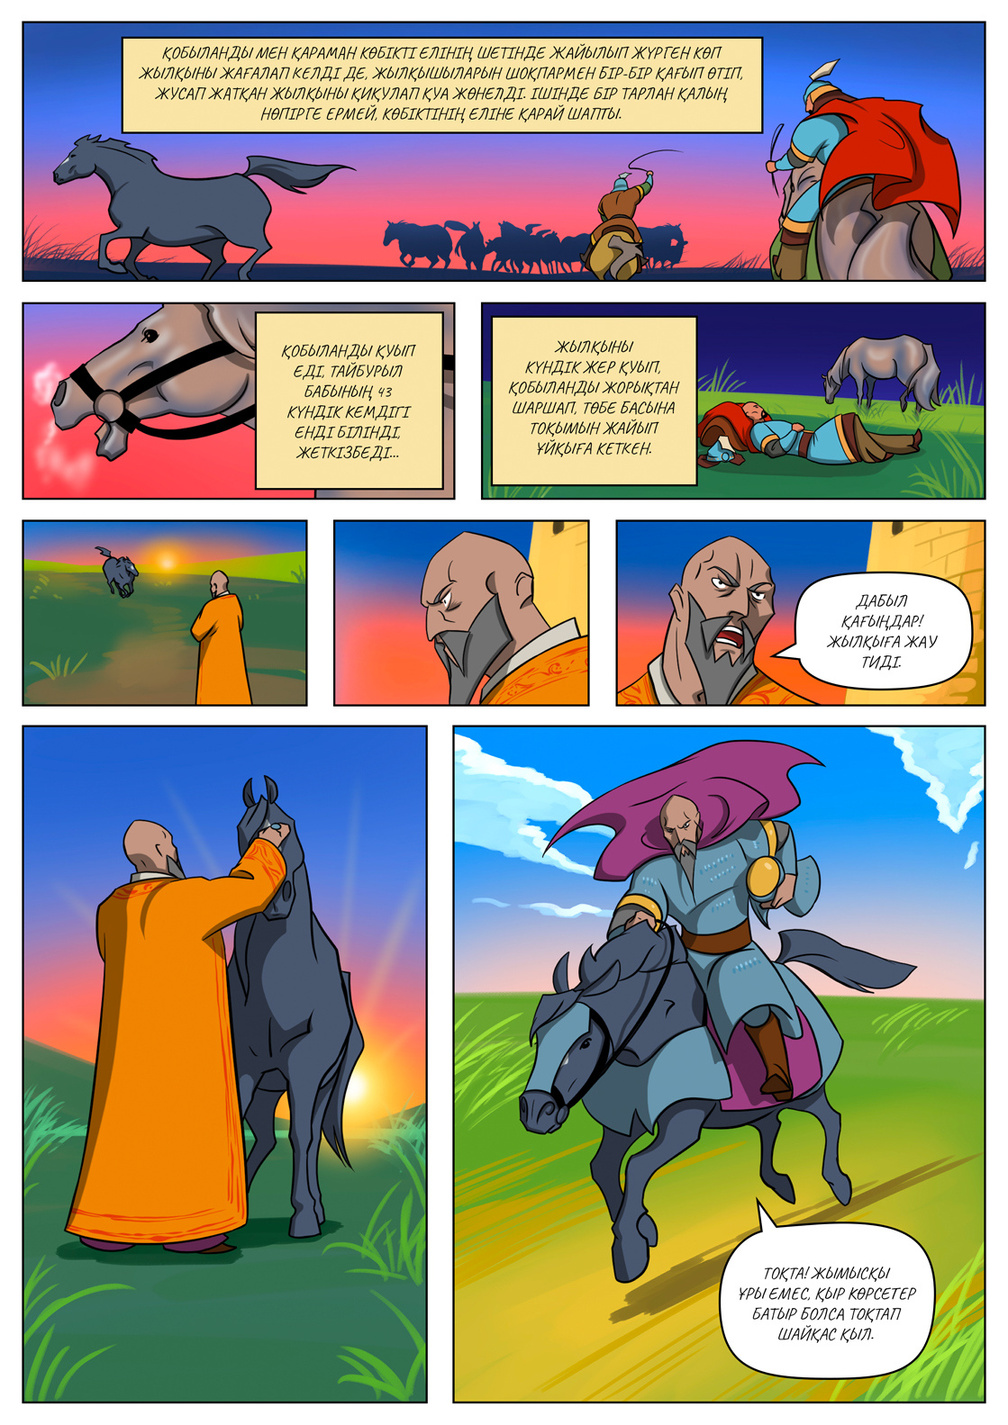 ҚОБЫЛАНДЫ МЕН ҚАРАМАН КӨБІКТІ ЕЛІНІҢ ШЕТІНДЕ ЖАЙЫЛЫП ЖҮРГЕН КӨП
ЖЫЛҚЫНЫ ЖАҒАЛАП КЕЛДІ ДЕ, ЖЫЛҚЫШЫЛАРЫН ШОҚПАРМЕН БІР-БІР ҚАҒЫП ӨТІП,
ЖУСАП ЖАТҚАН ЖЫЛҚЫНЫ ҚИҚУЛАП ҚУА ЖӨНЕЛДІ. ІШІНДЕ БІР ТАРЛАН ҚАЛЫҢ
НӨПІРГЕ ЕРМЕЙ, КӨБІКТІНІҢ ЕЛІНЕ ҚАРАЙ ШАПТЫ.
ҚОБЫЛАНДЫ ҚУЫП
ЕДІ, ТАЙБУРЫЛ
БАБЫНЫҢ 43
КҮНДІК КЕМДІГІ
ЕНДІ БІЛІНДІ,
ЖЕТКІЗБЕДІ...
ЖЫЛҚЫНЫ
КҮНДІК ЖЕР ҚУЫП,
ҚОБЫЛАНДЫ ЖОРЫҚТАН
ШАРШАП, ТӨБЕ БАСЫНА
ТОҚЫМЫН ЖАЙЫП
ҰЙҚЫҒА КЕТКЕН.
ДАБЫЛ
ҚАҒЫҢДАР!
ЖЫЛҚЫҒА ЖАУ
ТИДІ.
ТОҚТА! ЖЫМЫСҚЫ
ҰРЫ ЕМЕС, ҚЫР КӨРСЕТЕР
БАТЫР БОЛСА ТОҚТАП
ШАЙҚАС ҚЫЛ.